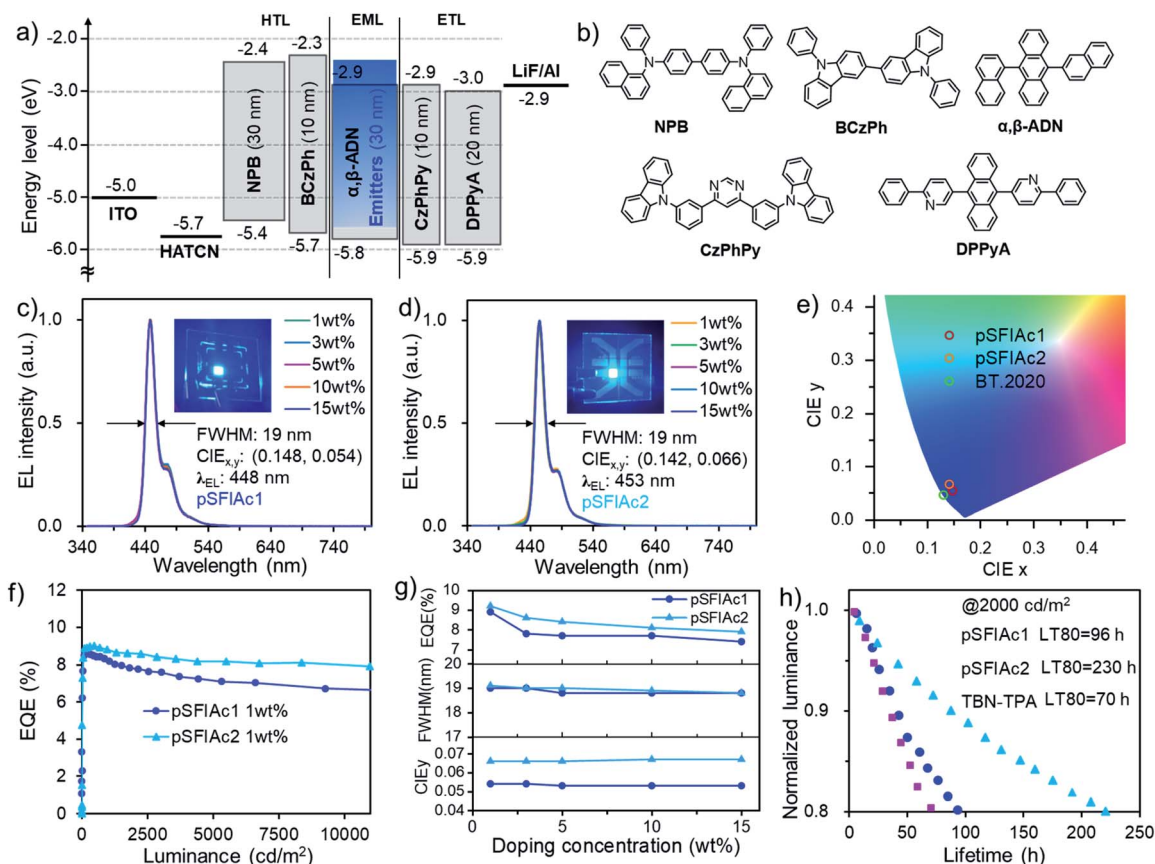 a)
HTL
EML
ETL
Energy level (eV)
-2.0
-3.0
-4.0
-5.0
-6.0
-5.0
ITO
-5.7
HATCN
-2.4
NPB (30 nm)
-5.4
-2.3
BCzPh (10 nm)
-5.7
-2.9
α,β-ADN
Emitters (30 nm)
-5.8
-2.9
CzPhPy (10 nm)
-5.9
-3.0
DPPyA (20 nm)
-5.9
LiF/Al
-2.9
b)
N
N
NPB
N
N
BCzPh
α,β-ADN
N
N
N
N
CzPhPy
N
N
DPPyA
c)
EL intensity (a.u.)
1.0
0.5
0.0
1wt%
3wt%
5wt%
10wt%
15wt%
FWHM: 19 nm
CIEx,y: (0.148, 0.054)
λEL: 448 nm
pSFIAc1
340 440 540 640 740
Wavelength (nm)
d)
EL intensity (a.u.)
1.0
0.5
0.0
1wt%
3wt%
5wt%
10wt%
15wt%
FWHM: 19 nm
CIEx,y: (0.142, 0.066)
λEL: 453 nm
pSFIAc2
340 440 540 640 740
Wavelength (nm)
e)
CIE y
0.4
0.3
0.2
0.1
0.0
pSFIAc1
pSFIAc2
BT.2020
0.0 0.1 0.2 0.3 0.4
CIE x
f)
EQE (%)
12
10
8
6
4
2
0
pSFIAc1 1wt%
pSFIAc2 1wt%
0 2500 5000 7500 10000
Luminance (cd/m²)
g)
EQE(%)
10
9
8
7
pSFIAc1
pSFIAc2
FWHM(nm)
20
19
18
17
CIEy
0.07
0.06
0.05
0.04
0 5 10 15
Doping concentration (wt%)
h)
Normalized luminance
1.0
0.9
0.8
@2000 cd/m²
pSFIAc1 LT80=96 h
pSFIAc2 LT80=230 h
TBN-TPA LT80=70 h
0 50 100 150 200 250
Lifetime (h)